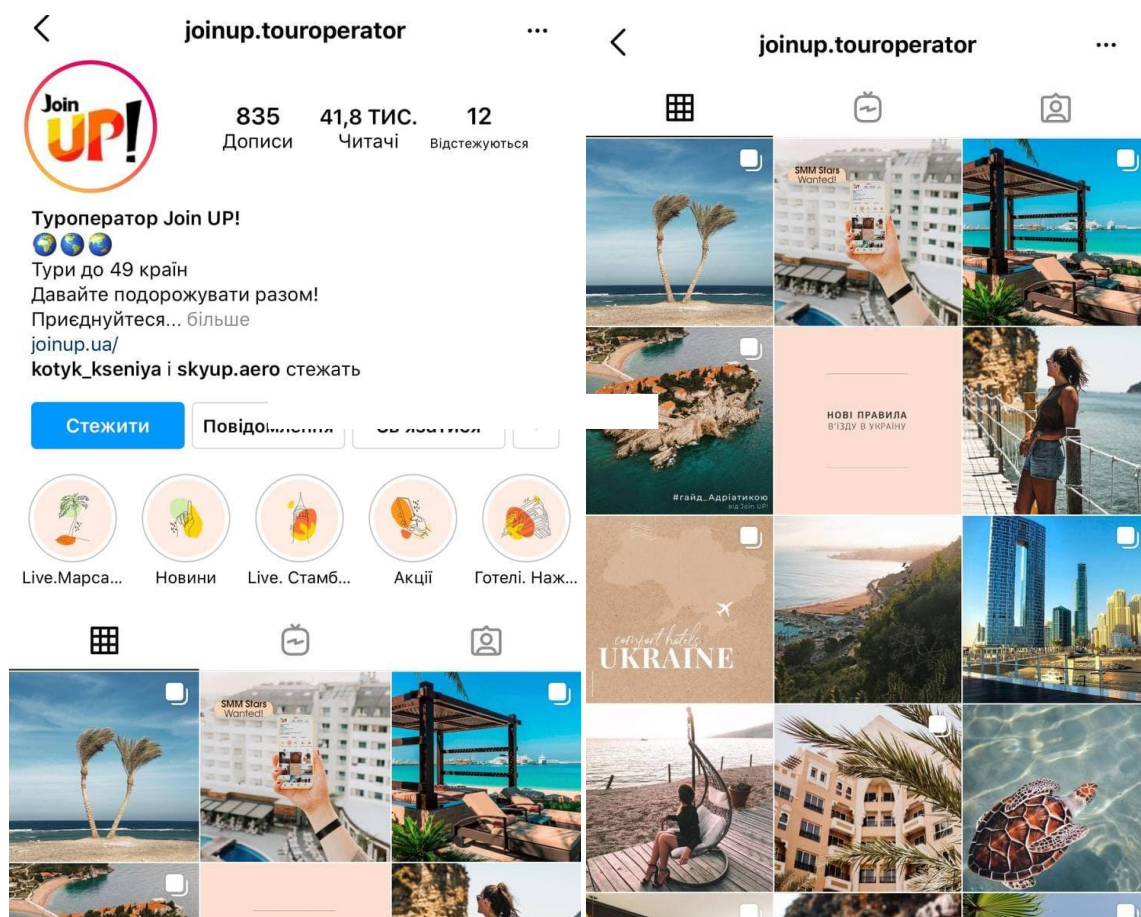 joinup.touroperator
Join
UP!
835
Дописи
41,8 ТИС.
Читачі
12
Відстежуються
Туроператор Join UP!
Тури до 49 країн
Давайте подорожувати разом!
Приєднуйтеся... більше
joinup.ua/
kotyk_kseniya і skyup.aero стежать
Стежити
Live.Марса...
Новини
Live. Стамб...
Акції
Готелі. Наж...
SMM Stars
Wanted!
joinup.touroperator
SMM Stars
Wanted!
#гайд_Адріатикою
від Join UP!
НОВІ ПРАВИЛА
В'ЇЗДУ В УКРАЇНУ
comfort hotels
UKRAINE